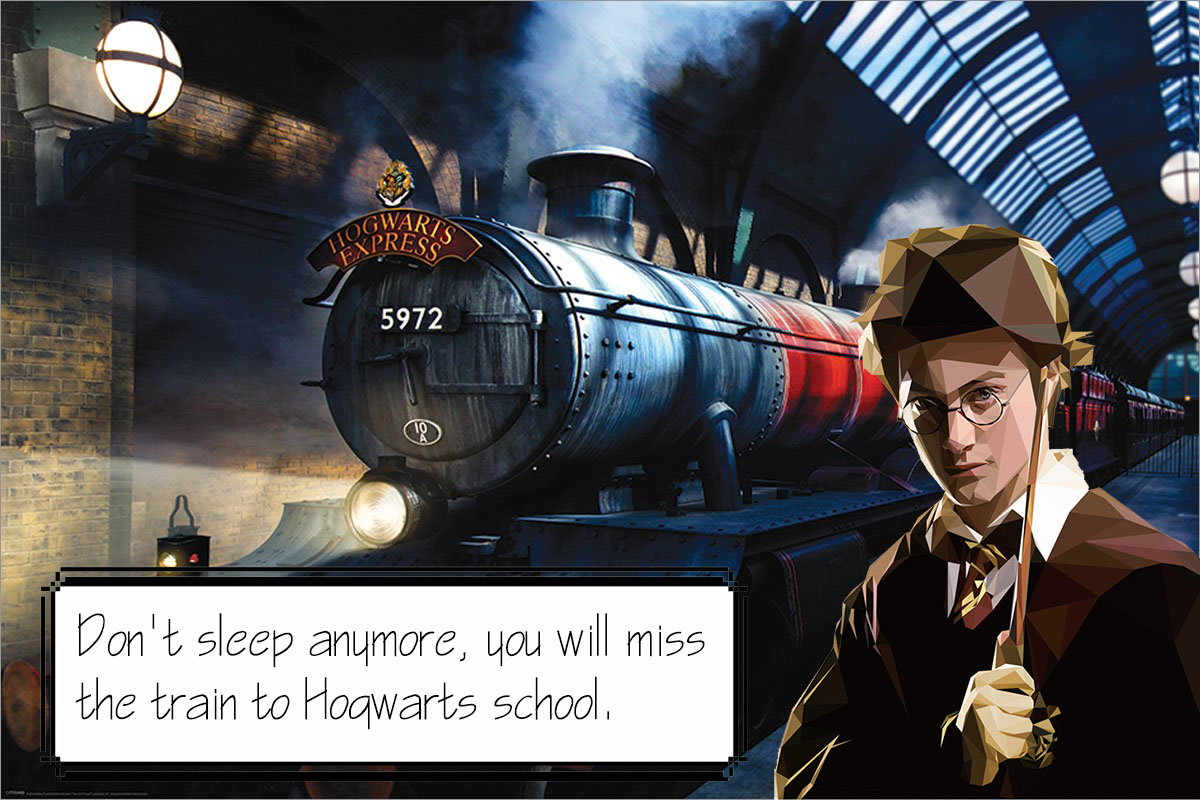 HOGWARTS
EXPRESS
5972
10
A
Don't sleep anymore, you will miss
the train to Hogwarts school.